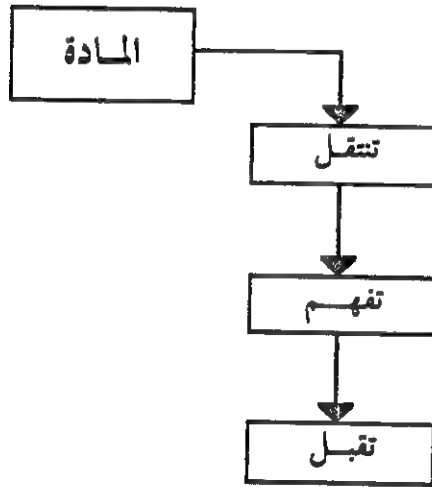 المادة
تنتقل
تفهم
تقبل